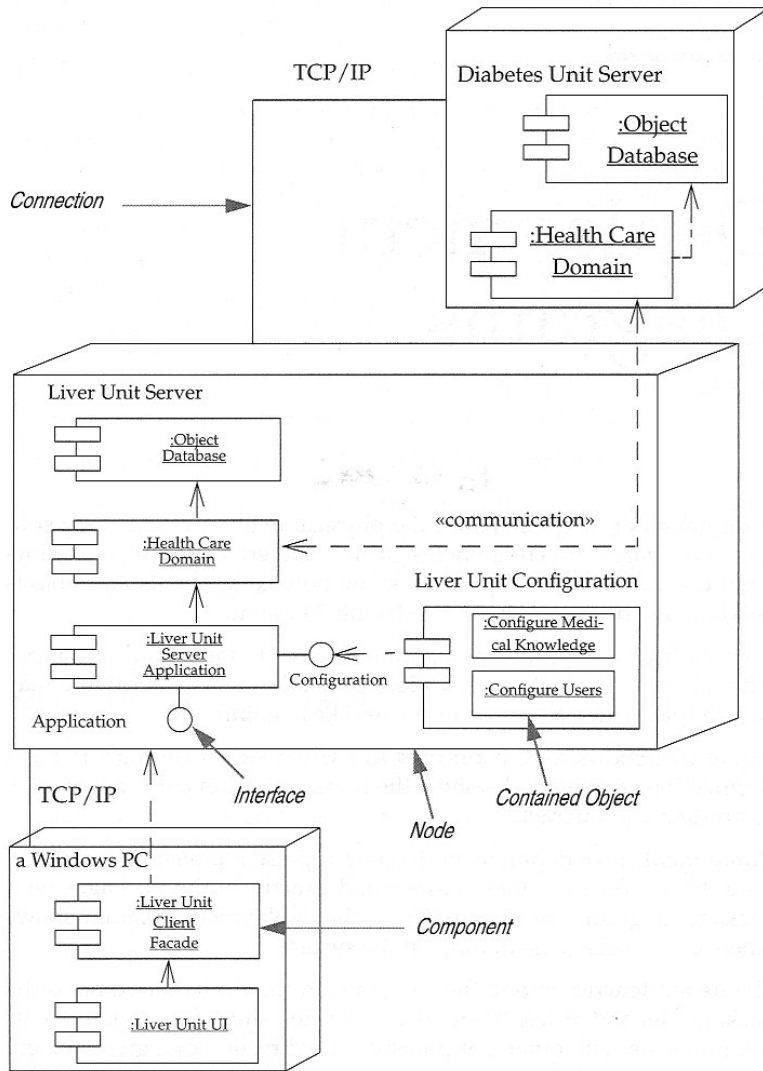 TCP/IP
Diabetes Unit Server
:Object
Database
Connection
:Health Care
Domain
Liver Unit Server
:Object
Database
«communication»
:Health Care
Domain
Liver Unit Configuration
:Configure Medi-
cal Knowledge
:Liver Unit
Server
Application
Configuration
:Configure Users
Application
TCP/IP
Interface
Node
Contained Object
a Windows PC
:Liver Unit
Client
Facade
Component
:Liver Unit UI